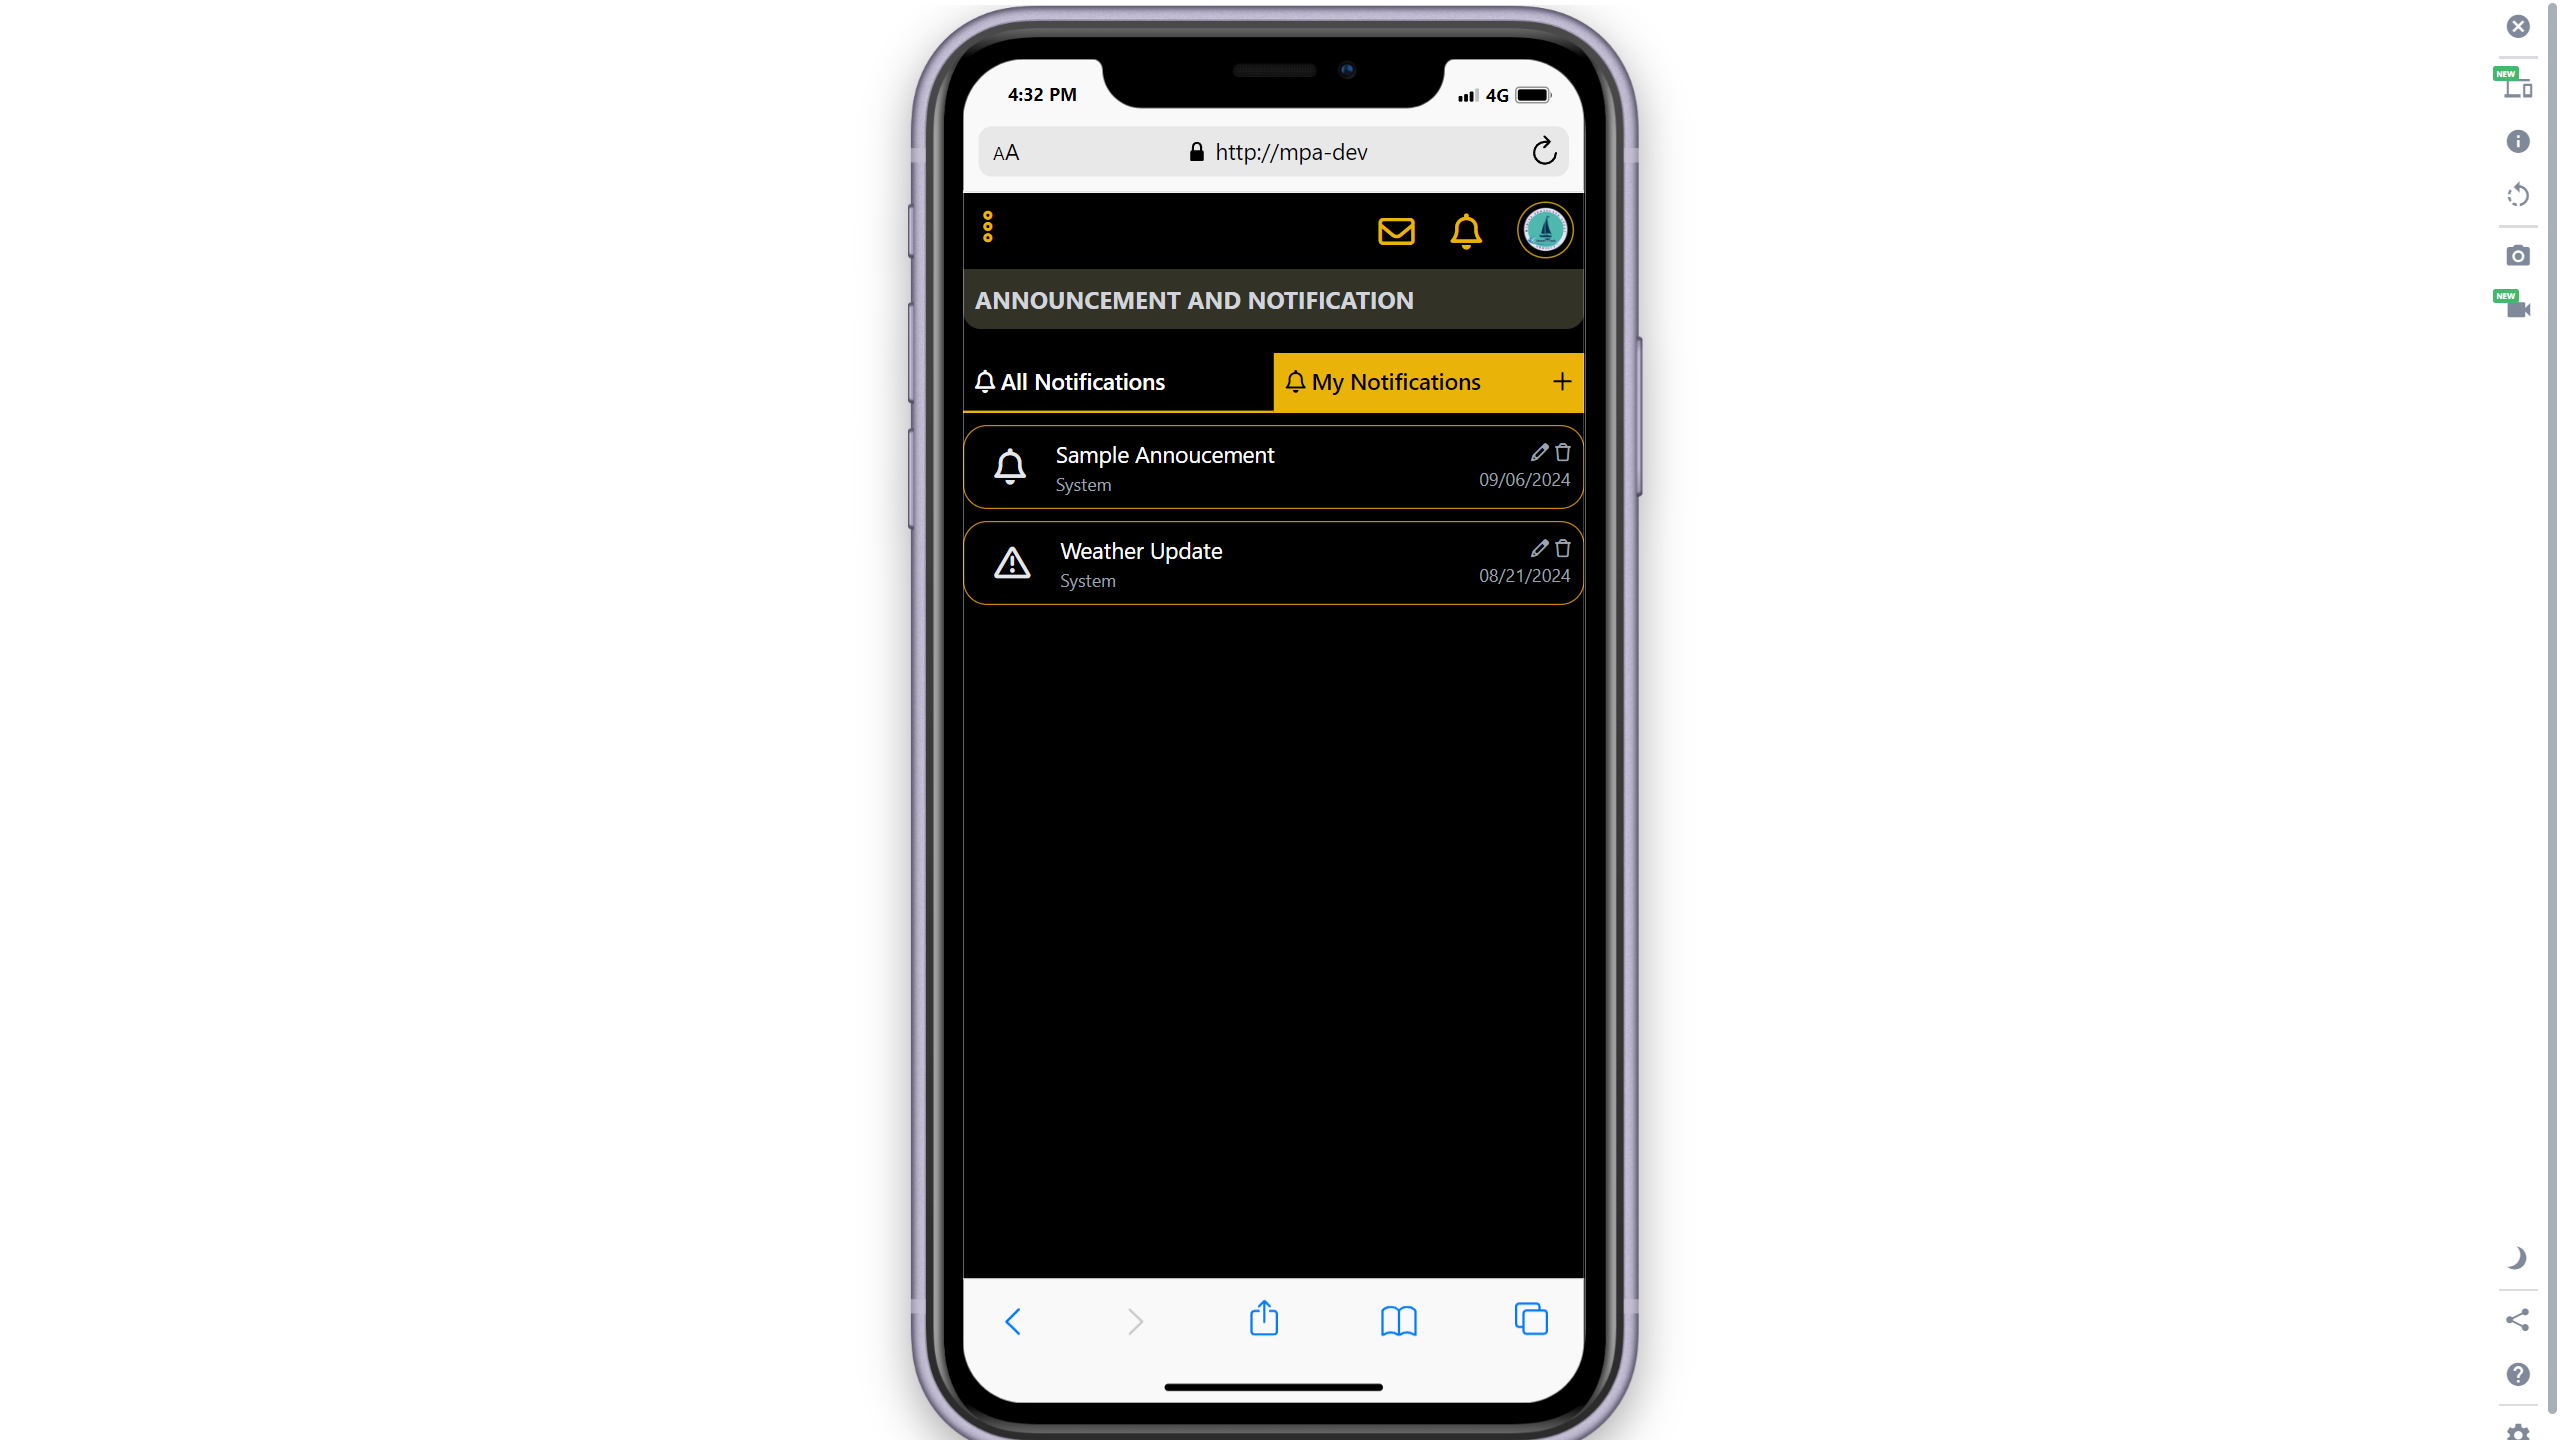 4:32 PM
4G
AA
http://mpa-dev
NEW
NEW
ANNOUNCEMENT AND NOTIFICATION
All Notifications
My Notifications +
Sample Annoucement
System
09/06/2024
Weather Update
System
08/21/2024